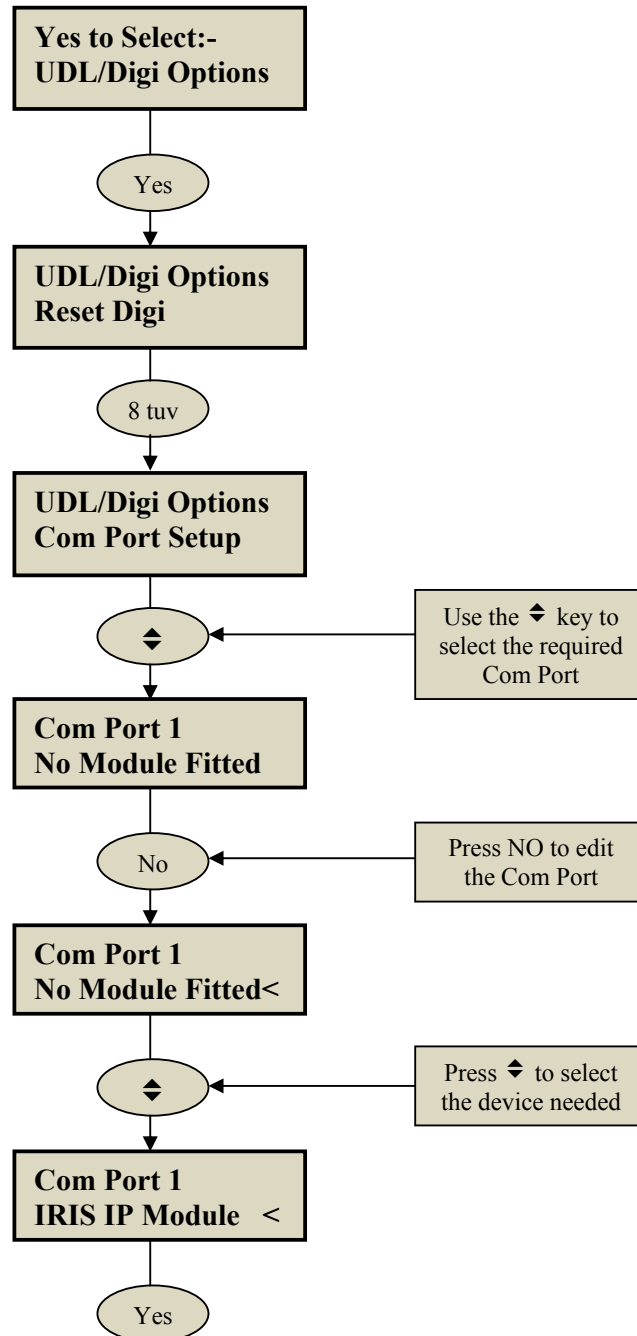 Yes to Select:-
UDL/Digi Options
Yes
UDL/Digi Options
Reset Digi
8 tuv
UDL/Digi Options
Com Port Setup
Use the ⬍ key to
select the required
Com Port
Com Port 1
No Module Fitted
No
Press NO to edit
the Com Port
Com Port 1
No Module Fitted<
Press ⬍ to select
the device needed
Com Port 1
IRIS IP Module <
Yes